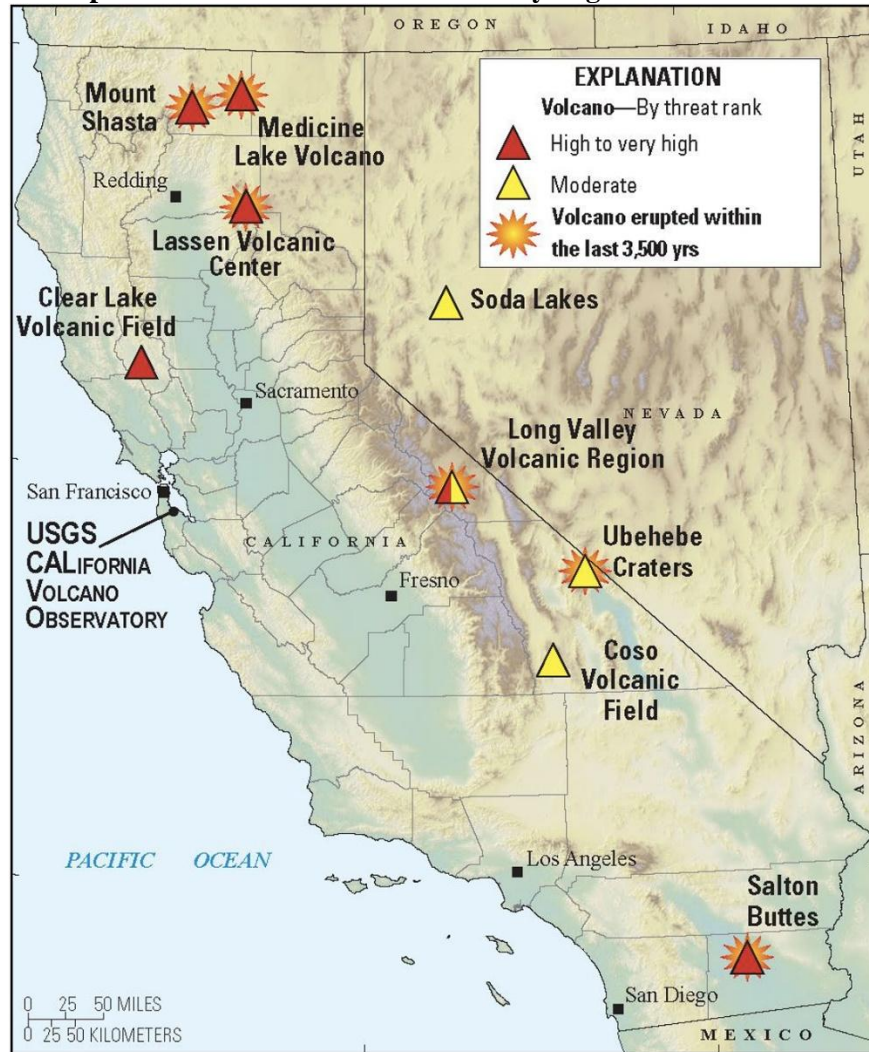 OREGON
IDAHO
EXPLANATION
Volcano—By threat rank
High to very high
Moderate
Volcano erupted within
the last 3,500 yrs
UTAH
Mount
Shasta
Medicine
Lake Volcano
Redding
Lassen Volcanic
Center
Clear Lake
Volcanic Field
Soda Lakes
Sacramento
NEVADA
Long Valley
Volcanic Region
San Francisco
USGS
CALIFORNIA
VOLCANO
OBSERVATORY
CALIFORNIA
Ubehebe
Craters
Fresno
Coso
Volcanic
Field
ARIZONA
PACIFIC OCEAN
Los Angeles
Salton
Buttes
San Diego
0 25 50 MILES
0 25 50 KILOMETERS
MEXICO